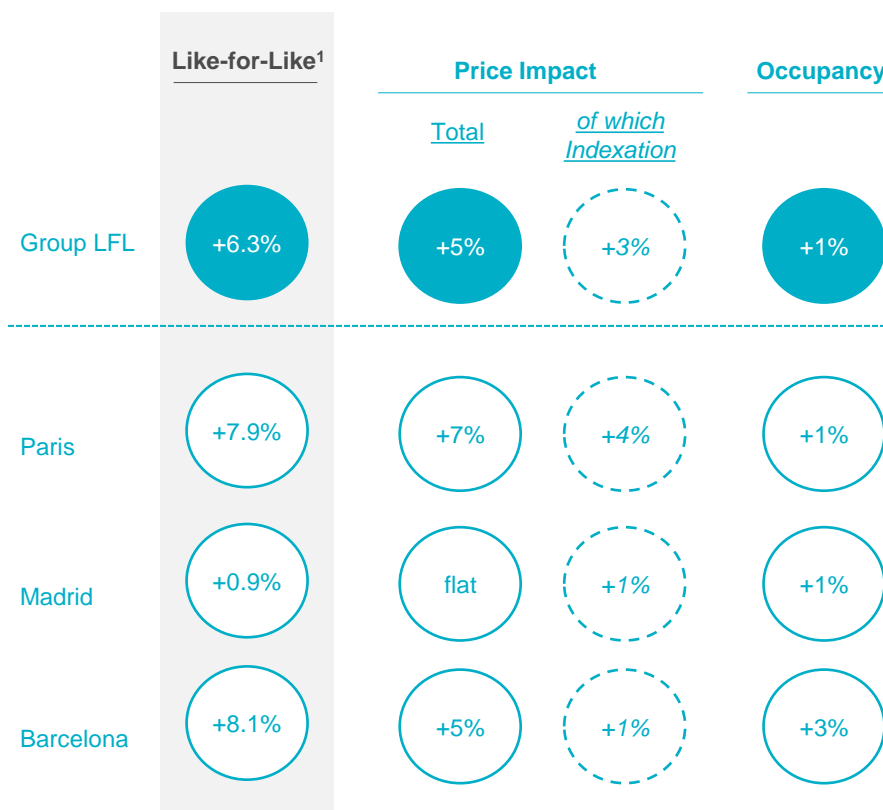 Like-for-Like¹
Price Impact
Occupancy
Total
of which
Indexation
Group LFL
+6.3%
+5%
+3%
+1%
Paris
+7.9%
+7%
+4%
+1%
Madrid
+0.9%
flat
+1%
+1%
Barcelona
+8.1%
+5%
+1%
+3%